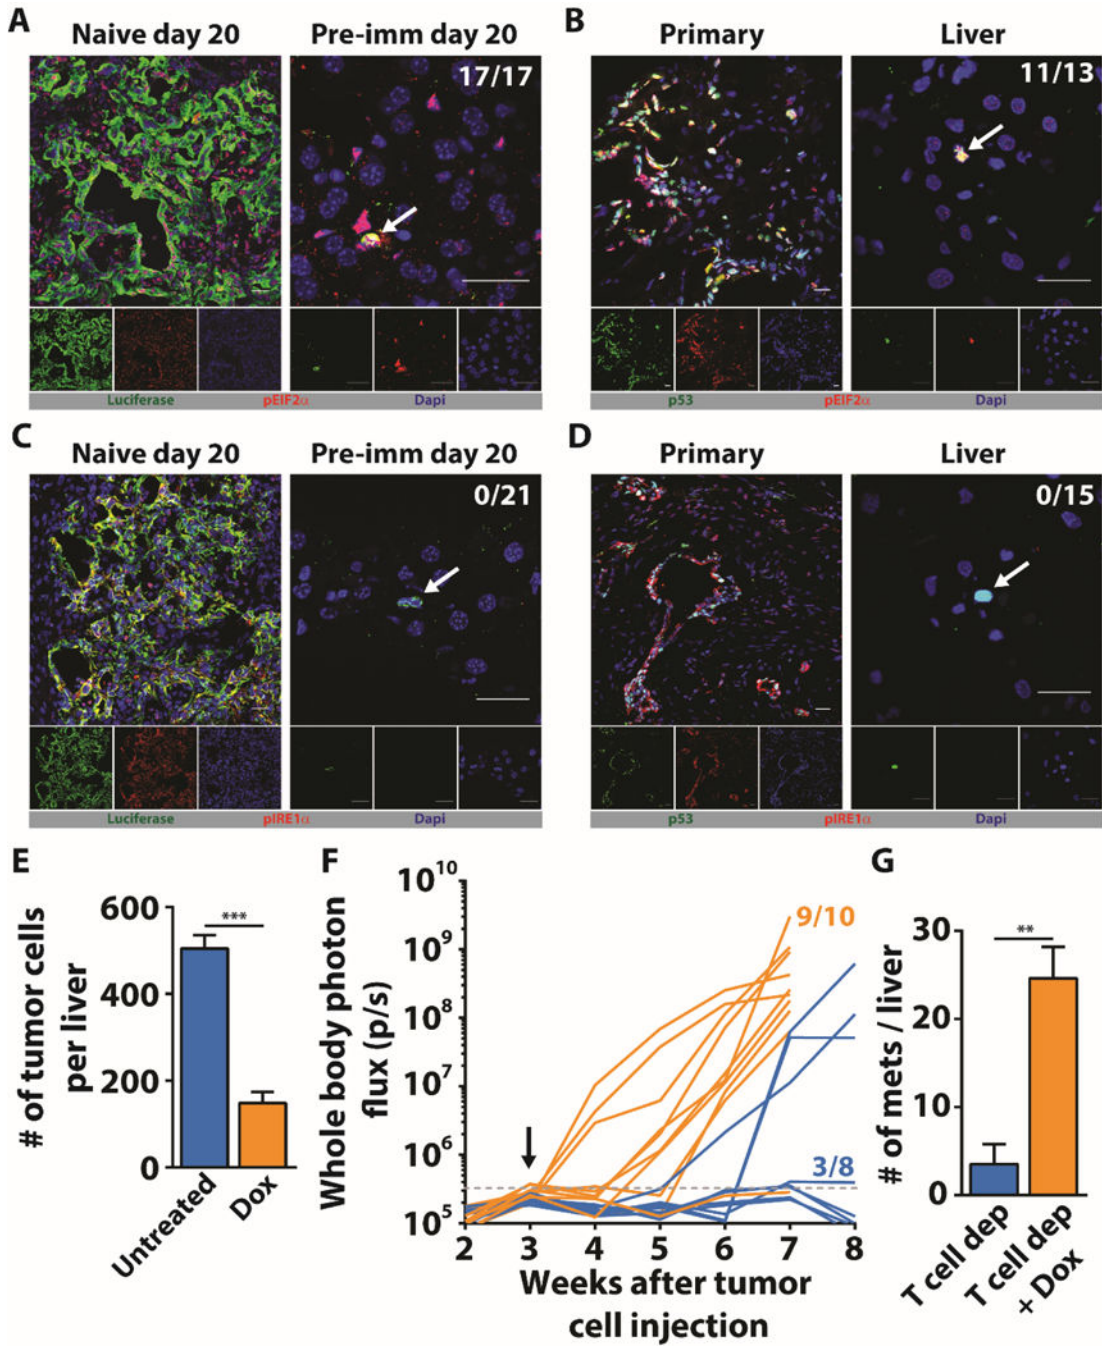 A
Naive day 20
Pre-imm day 20
17/17
Luciferase
pEIF2α
Dapi
B
Primary
Liver
11/13
p53
pEIF2α
Dapi
C
Naive day 20
Pre-imm day 20
0/21
Luciferase
pIRE1α
Dapi
D
Primary
Liver
0/15
p53
pIRE1α
Dapi
E
# of tumor cells
per liver
600
400
200
0
***
Untreated
Dox
F
Whole body photon
flux (p/s)
10^10
10^9
10^8
10^7
10^6
10^5
9/10
3/8
2 3 4 5 6 7 8
Weeks after tumor
cell injection
G
# of mets / liver
30
20
10
0
**
T cell dep
T cell dep
+ Dox